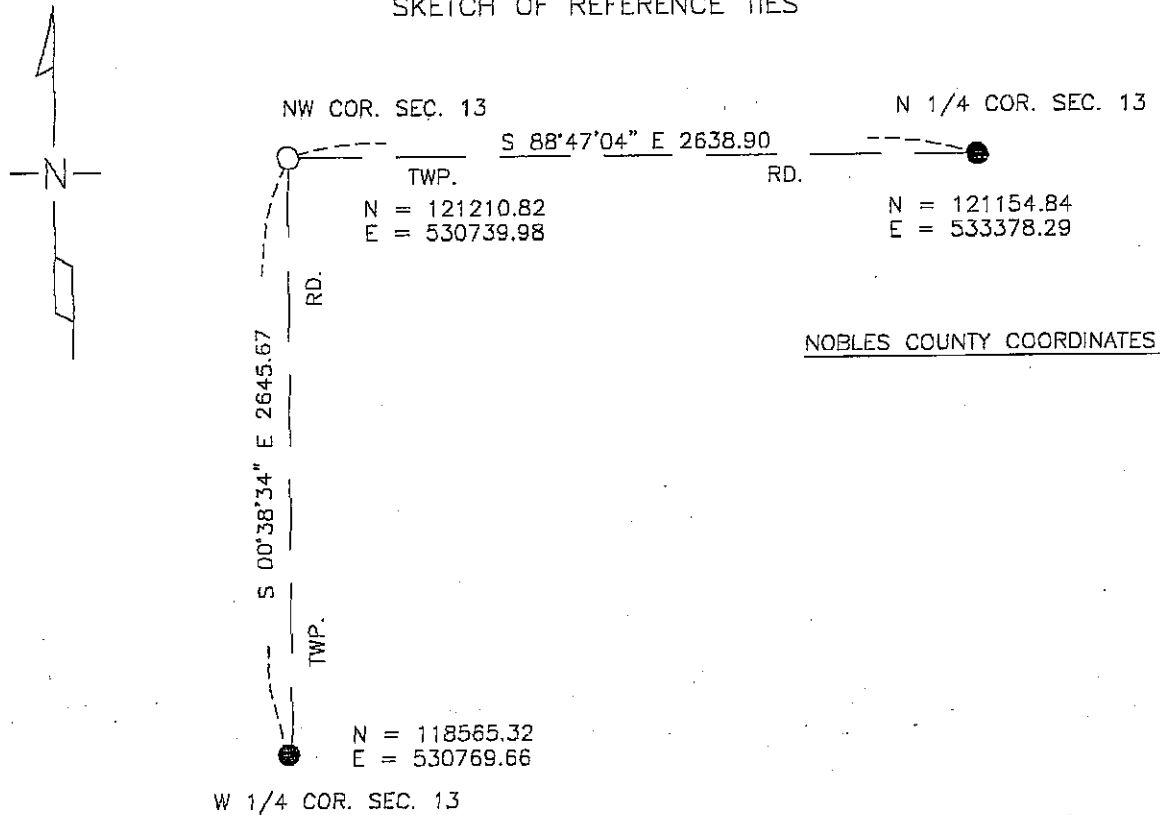 SKETCH OF REFERENCE TIES
N
NW COR. SEC. 13
N 1/4 COR. SEC. 13
S 88°47'04" E 2638.90
TWP.
RD.
N = 121210.82
E = 530739.98
N = 121154.84
E = 533378.29
RD.
NOBLES COUNTY COORDINATES
S 00°38'34" E 2645.67
TWP.
N = 118565.32
E = 530769.66
W 1/4 COR. SEC. 13